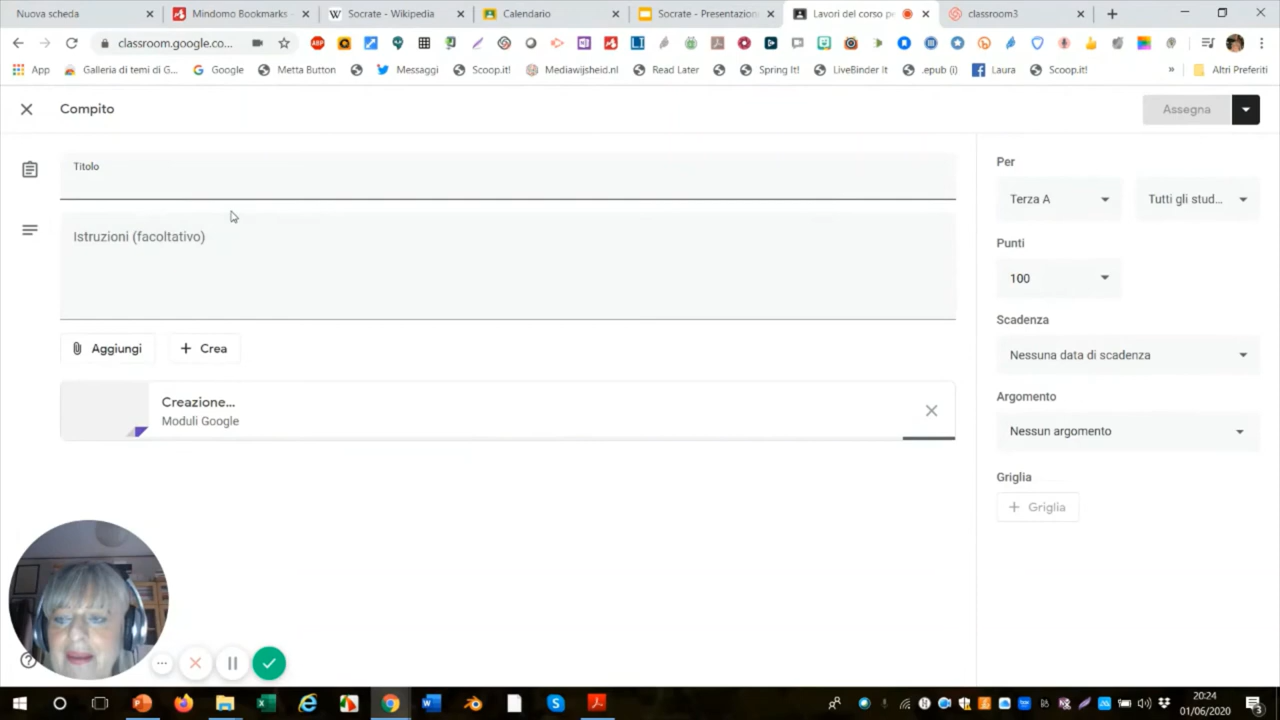 Nuova scheda
Mindomo Bookmarks
Socrate - Wikipedia
Calendario
Socrate - Presentazion
Lavori del corso pe
classroom3
classroom.google.co...
App
Galleria di temi di G...
Google
Metta Button
Messaggi
Scoop.it!
Mediawijsheid.nl
Read Later
Spring It!
LiveBinder It
.epub (i)
Laura
Scoop.it!
»
Altri Preferiti
Compito
Assegna
Titolo
Istruzioni (facoltativo)
Aggiungi
Crea
Creazione...
Moduli Google
Per
Terza A
Tutti gli stud...
Punti
100
Scadenza
Nessuna data di scadenza
Argomento
Nessun argomento
Griglia
Griglia
20:24
01/06/2020